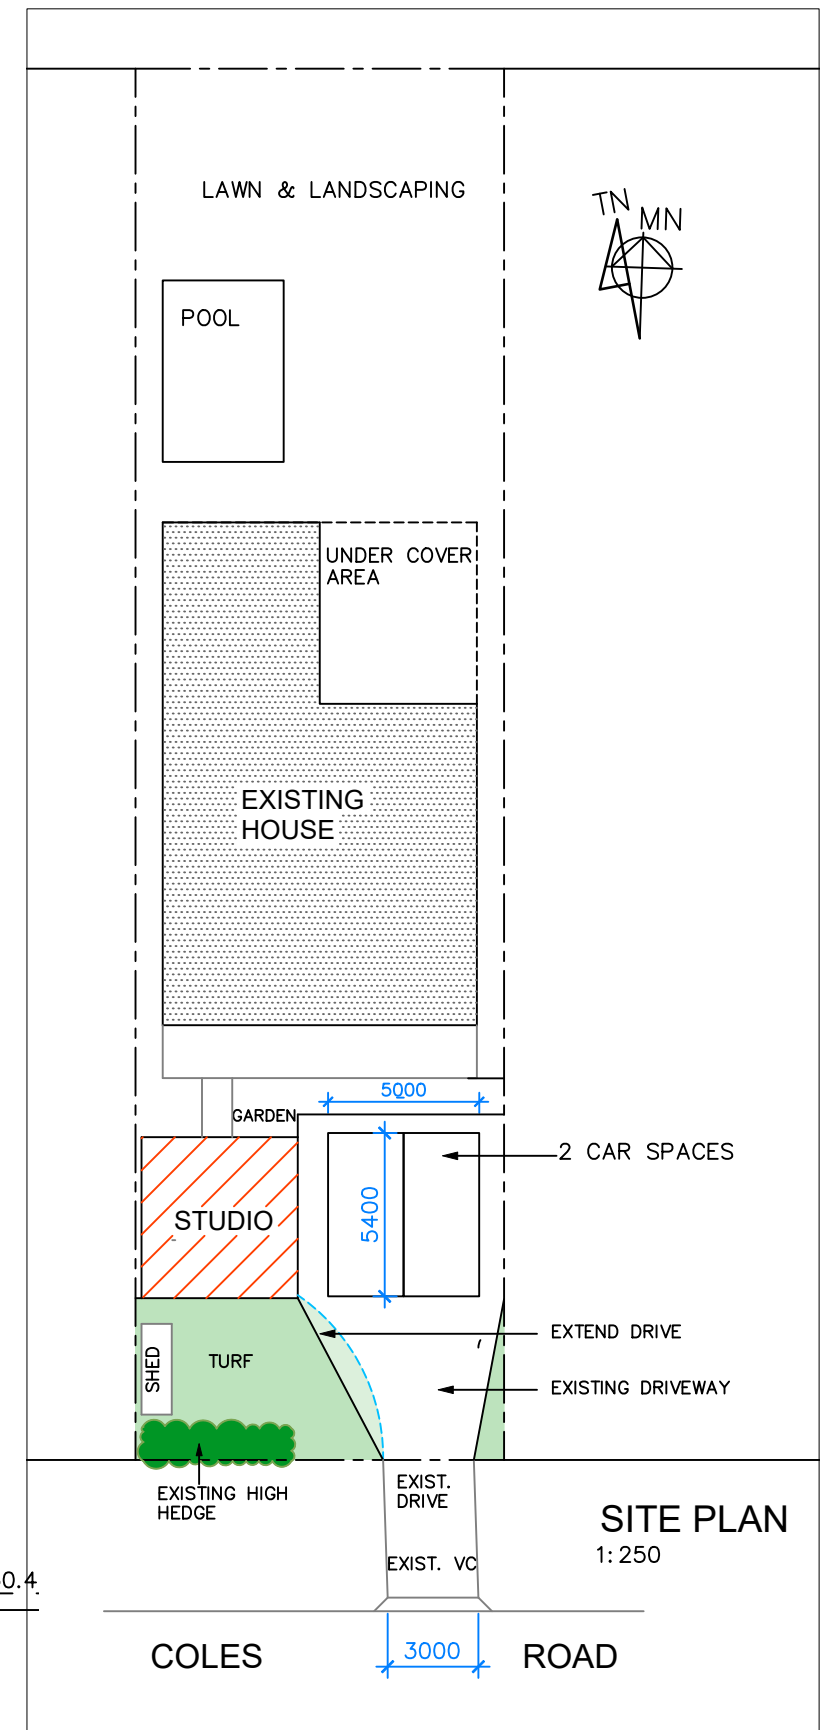 LAWN & LANDSCAPING
TN
MN
POOL
UNDER COVER
AREA
EXISTING
HOUSE
5000
GARDEN
2 CAR SPACES
5400
STUDIO
EXTEND DRIVE
SHED
TURF
EXISTING DRIVEWAY
EXIST.
DRIVE
EXISTING HIGH
HEDGE
SITE PLAN
1:250
EXIST. VC
0.4
COLES
3000
ROAD